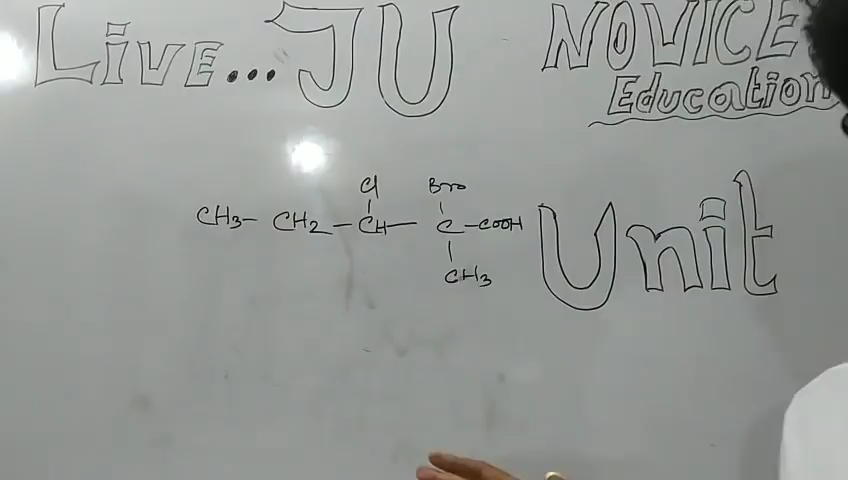 Live... JU NOVICE
Education
Cl Bro
CH3- CH2-CH-C-COOH
CH3
Unit